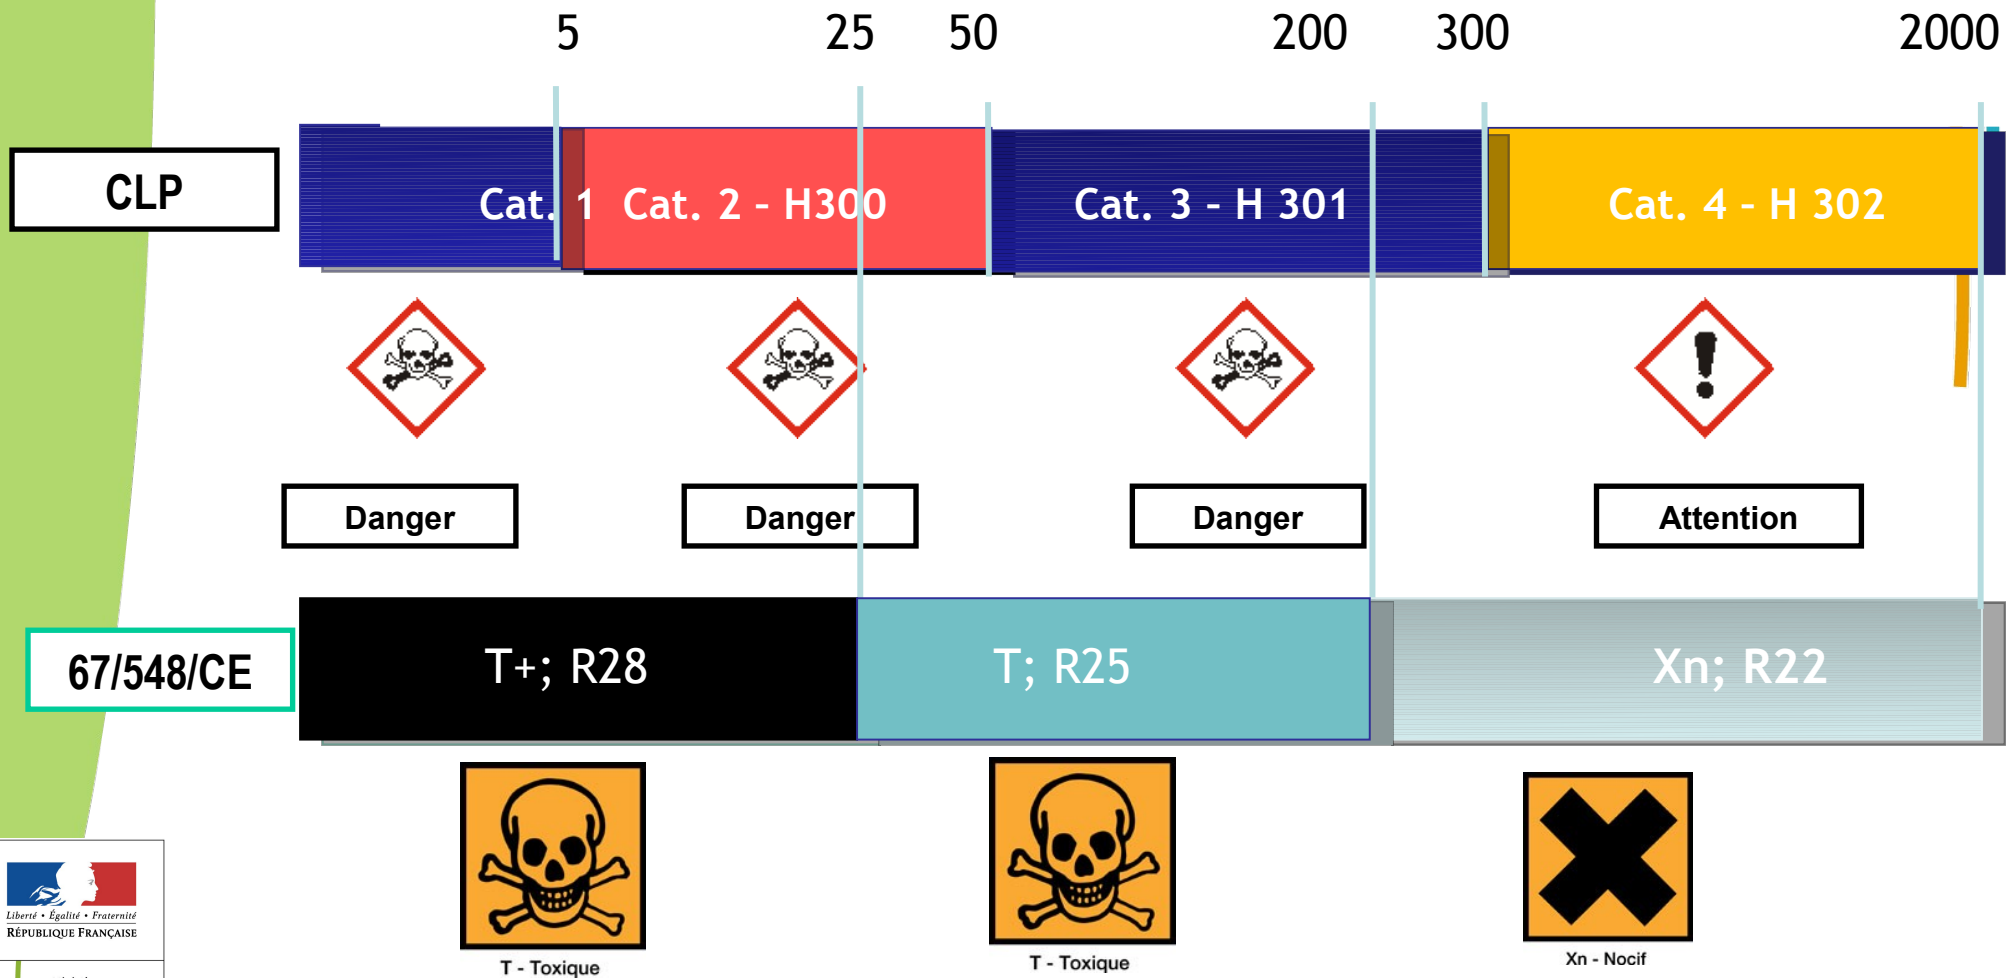 5 25 50 200 300 2000
CLP
Cat. 1 Cat. 2 - H300 Cat. 3 - H 301 Cat. 4 - H 302
Danger Danger Danger Attention
67/548/CE
T+; R28 T; R25 Xn; R22
T - Toxique T - Toxique Xn - Nocif
Liberté • Égalité • Fraternité
RÉPUBLIQUE FRANÇAISE